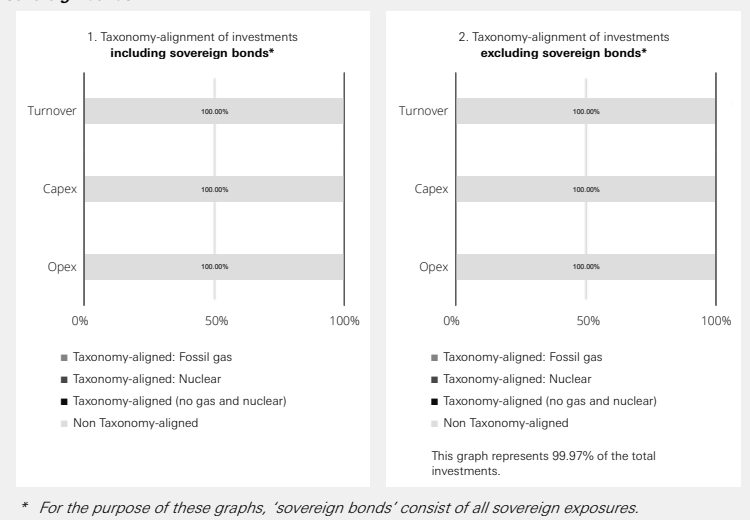 1. Taxonomy-alignment of investments
including sovereign bonds*
Turnover
100.00%
Capex
100.00%
Opex
100.00%
0% 50% 100%
Taxonomy-aligned: Fossil gas
Taxonomy-aligned: Nuclear
Taxonomy-aligned (no gas and nuclear)
Non Taxonomy-aligned
2. Taxonomy-alignment of investments
excluding sovereign bonds*
Turnover
100.00%
Capex
100.00%
Opex
100.00%
0% 50% 100%
Taxonomy-aligned: Fossil gas
Taxonomy-aligned: Nuclear
Taxonomy-aligned (no gas and nuclear)
Non Taxonomy-aligned
This graph represents 99.97% of the total
investments.
* For the purpose of these graphs, ‘sovereign bonds’ consist of all sovereign exposures.